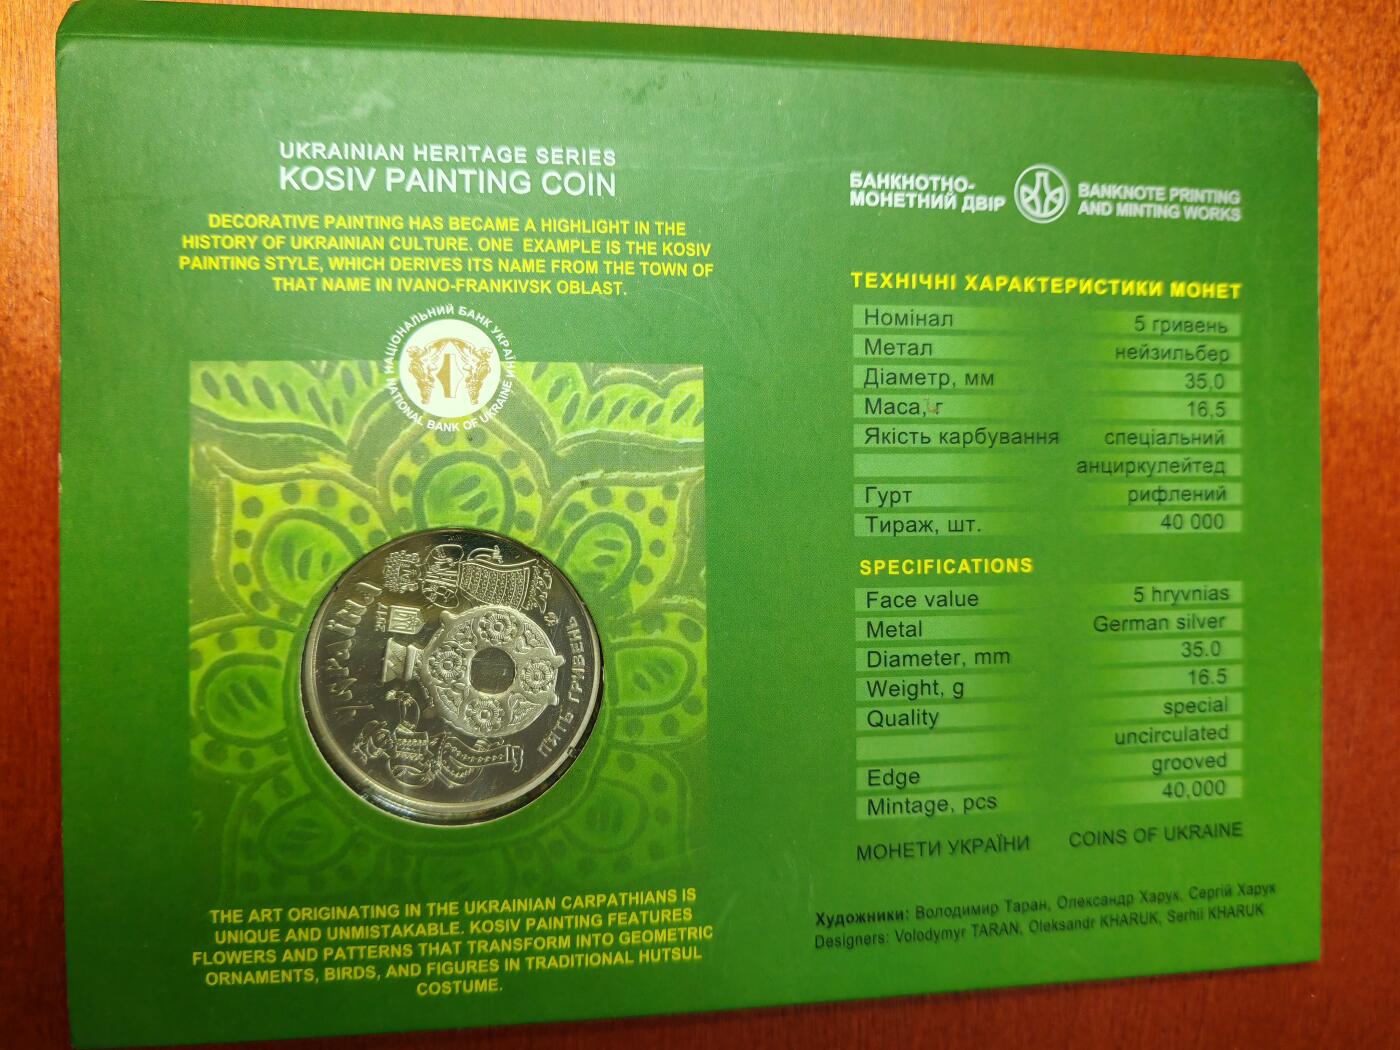 UKRAINIAN HERITAGE SERIES
KOSIV PAINTING COIN
DECORATIVE PAINTING HAS BECAME A HIGHLIGHT IN THE
HISTORY OF UKRAINIAN CULTURE. ONE EXAMPLE IS THE KOSIV
PAINTING STYLE, WHICH DERIVES ITS NAME FROM THE TOWN OF
THAT NAME IN IVANO-FRANKIVSK OBLAST.
НАЦІОНАЛЬНИЙ БАНК УКРАЇНИ
NATIONAL BANK OF UKRAINE
УКРАЇНА
2017
П'ЯТЬ ГРИВЕНЬ
THE ART ORIGINATING IN THE UKRAINIAN CARPATHIANS IS
UNIQUE AND UNMISTAKABLE. KOSIV PAINTING FEATURES
FLOWERS AND PATTERNS THAT TRANSFORM INTO GEOMETRIC
ORNAMENTS, BIRDS, AND FIGURES IN TRADITIONAL HUTSUL
COSTUME.
БАНКНОТНО-
МОНЕТНИЙ ДВІР
BANKNOTE PRINTING
AND MINTING WORKS
ТЕХНІЧНІ ХАРАКТЕРИСТИКИ МОНЕТ
Номінал 5 гривень
Метал нейзильбер
Діаметр, мм 35,0
Маса, г 16,5
Якість карбування спеціальний
анциркулейтед
Гурт рифлений
Тираж, шт. 40 000
SPECIFICATIONS
Face value 5 hryvnias
Metal German silver
Diameter, mm 35.0
Weight, g 16.5
Quality special
uncirculated
Edge grooved
Mintage, pcs 40,000
МОНЕТИ УКРАЇНИ COINS OF UKRAINE
Художники: Володимир Таран, Олександр Харук, Сергій Харук
Designers: Volodymyr TARAN, Oleksandr KHARUK, Serhii KHARUK